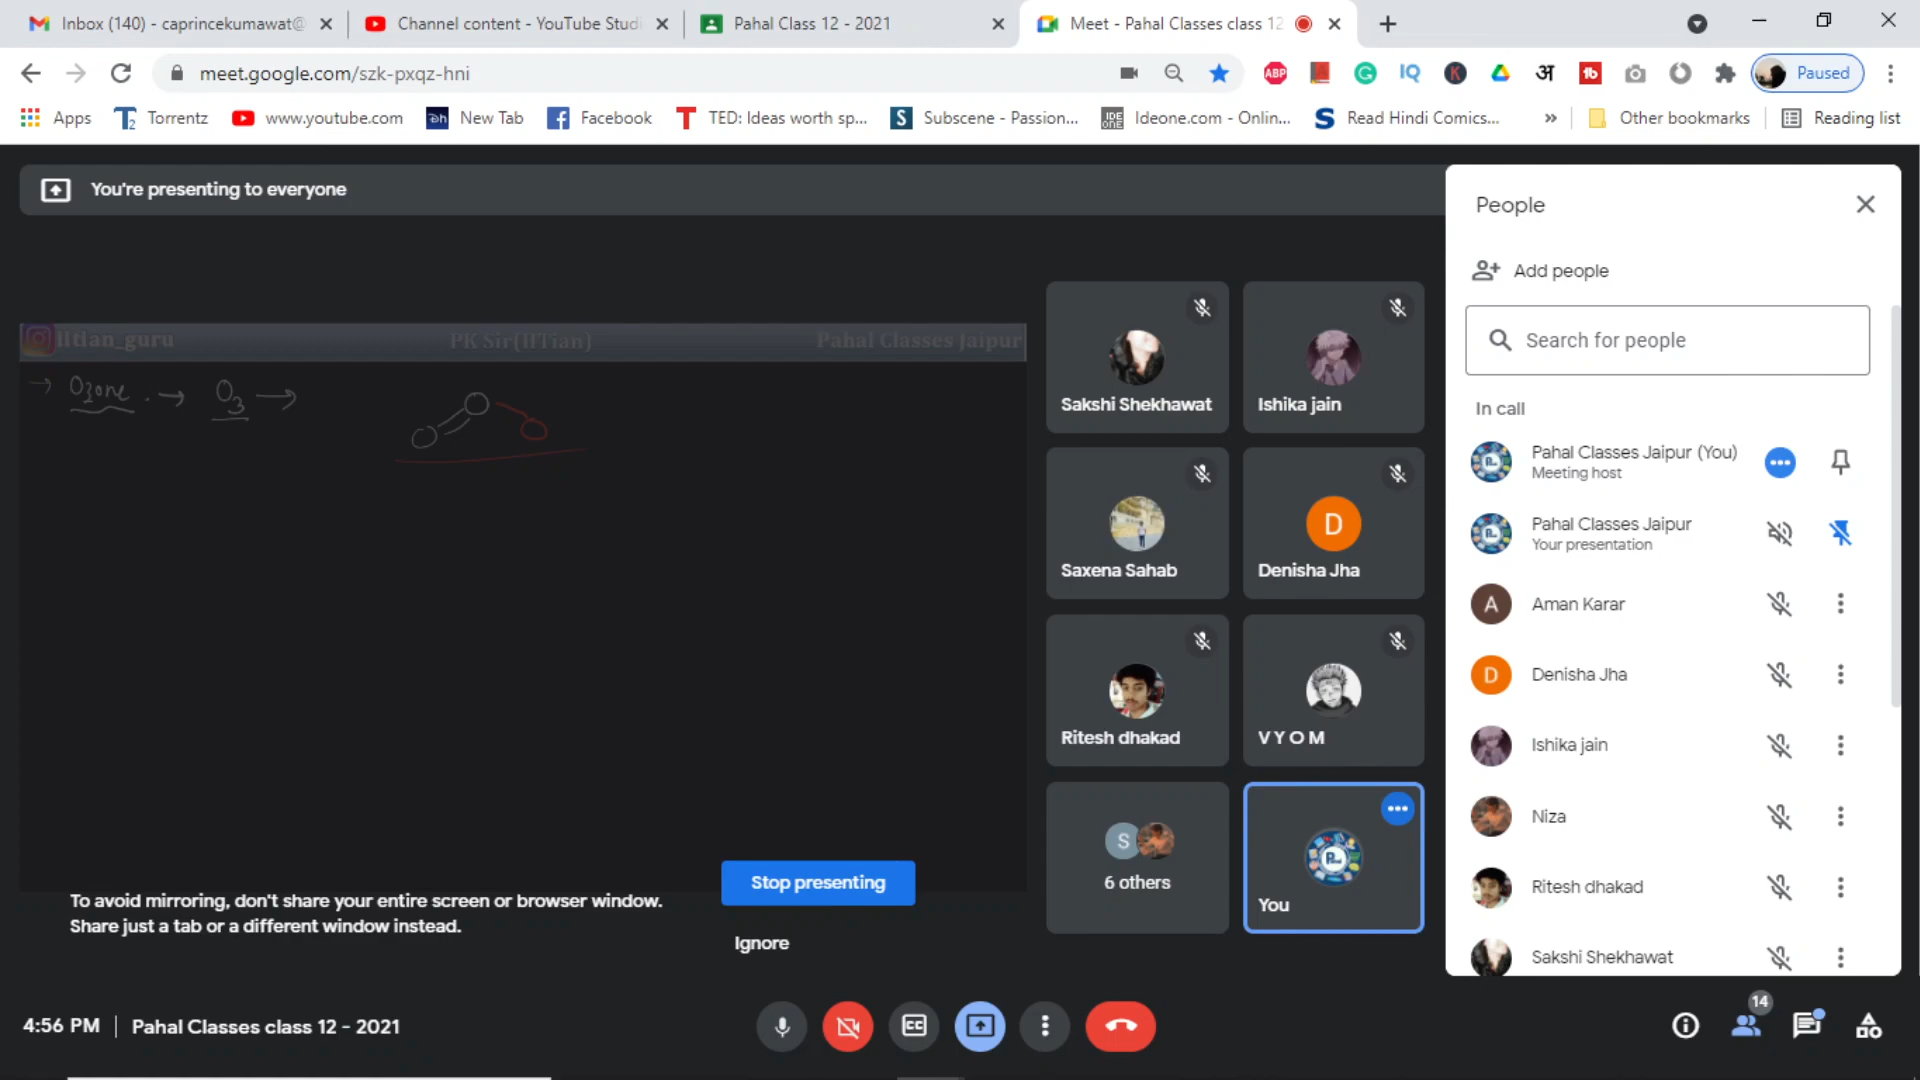 Inbox (140) - caprincekumawat@
Channel content - YouTube Studi
Pahal Class 12 - 2021
Meet - Pahal Classes class 12
meet.google.com/szk-pxqz-hni
ABP
IQ
K
अ
Paused
Apps
Torrentz
www.youtube.com
New Tab
Facebook
TED: Ideas worth sp...
Subscene - Passion...
Ideone.com - Onlin...
Read Hindi Comics...
»
Other bookmarks
Reading list
You're presenting to everyone
iitian_guru
PK Sir(IITian)
Pahal Classes Jaipur
→ Ozone. → O3 →
To avoid mirroring, don't share your entire screen or browser window.
Share just a tab or a different window instead.
Stop presenting
Ignore
Sakshi Shekhawat
Ishika jain
Saxena Sahab
D
Denisha Jha
Ritesh dhakad
V Y O M
S
6 others
You
People
Add people
Search for people
In call
Pahal Classes Jaipur (You)
Meeting host
Pahal Classes Jaipur
Your presentation
A
Aman Karar
D
Denisha Jha
Ishika jain
Niza
Ritesh dhakad
Sakshi Shekhawat
4:56 PM
Pahal Classes class 12 - 2021
CC
14